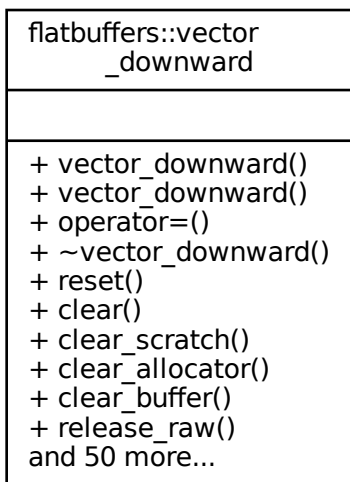 flatbuffers::vector
_downward
+ vector_downward()
+ vector_downward()
+ operator=()
+ ~vector_downward()
+ reset()
+ clear()
+ clear_scratch()
+ clear_allocator()
+ clear_buffer()
+ release_raw()
and 50 more...